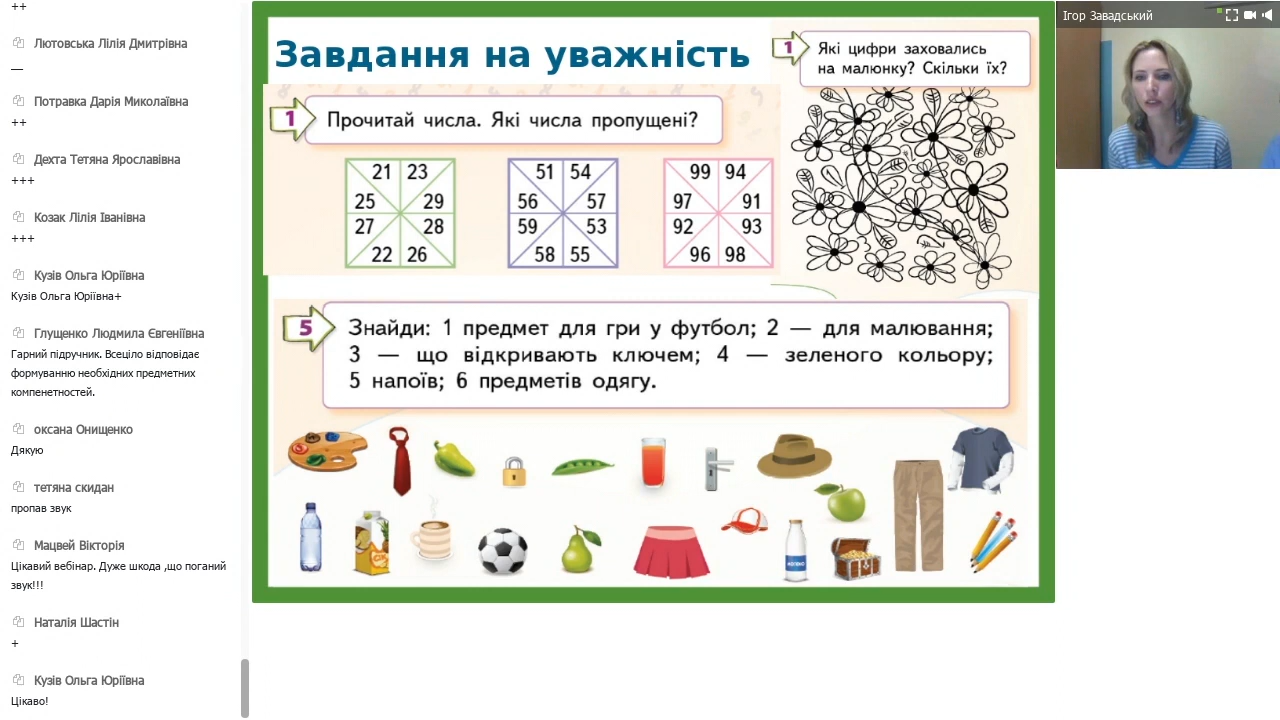 ++
Лютовська Лілія Дмитрівна
__
Потравка Дарія Миколаївна
++
Дехта Тетяна Ярославівна
+++
Козак Лілія Іванівна
+++
Кузів Ольга Юріївна
Кузів Ольга Юріївна+
Глущенко Людмила Євгеніївна
Гарний підручник. Всеціло відповідає
формуванню необхідних предметних
компенетностей.
оксана Онищенко
Дякую
тетяна скидан
пропав звук
Мацвей Вікторія
Цікавий вебінар. Дуже шкода ,що поганий
звук!!!
Наталія Шастін
+
Кузів Ольга Юріївна
Цікаво!
Завдання на уважність
1 Які цифри заховались
на малюнку? Скільки їх?
1 Прочитай числа. Які числа пропущені?
21 23 51 54 99 94
25 29 56 57 97 91
27 28 59 53 92 93
22 26 58 55 96 98
5 Знайди: 1 предмет для гри у футбол; 2 — для малювання;
3 — що відкривають ключем; 4 — зеленого кольору;
5 напоїв; 6 предметів одягу.
Ігор Завадський